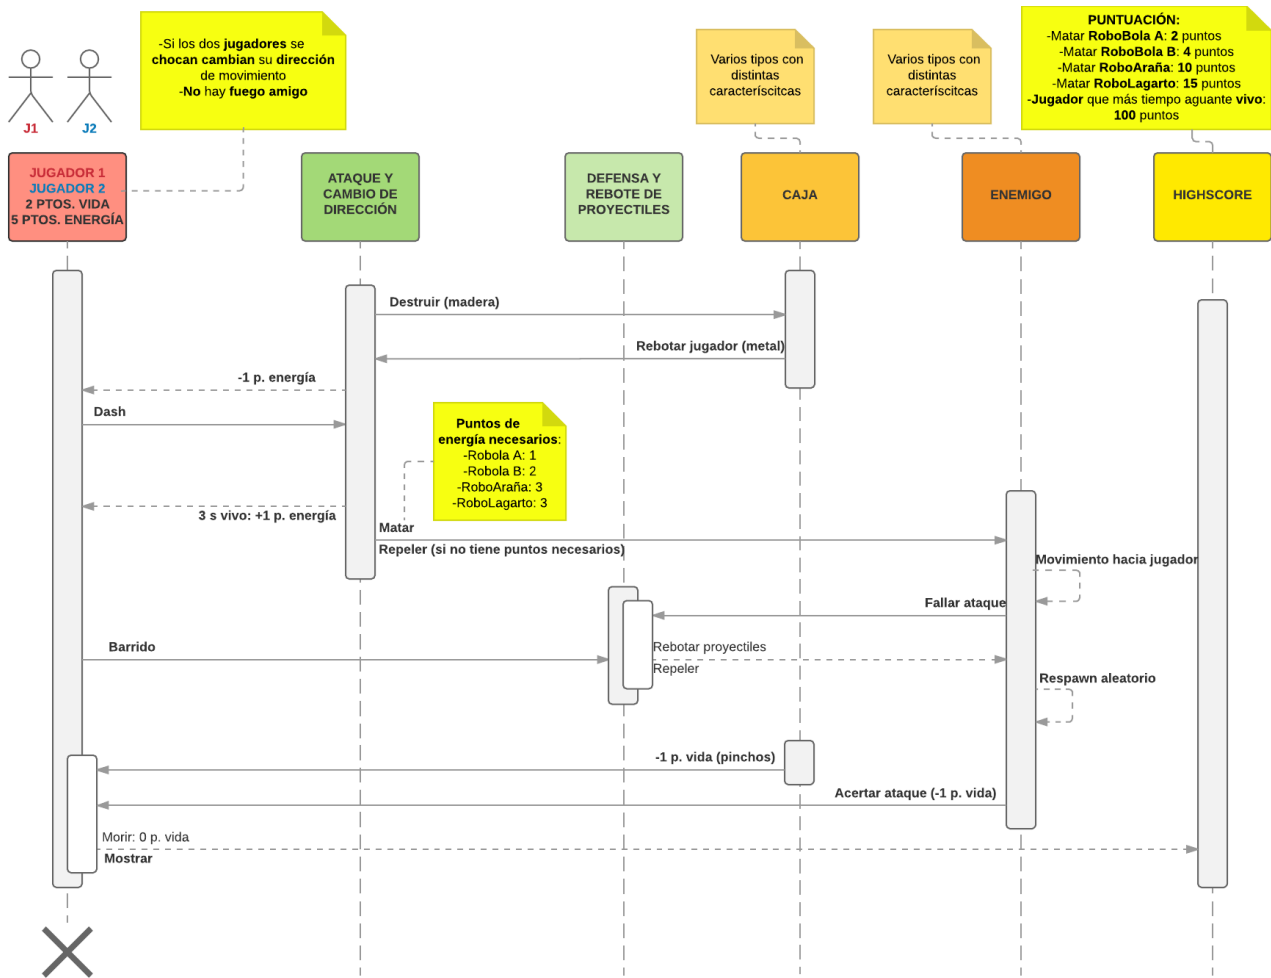 -Si los dos jugadores se
chocan cambian su dirección
de movimiento
-No hay fuego amigo
Varios tipos con
distintas
caracteríscitcas
Varios tipos con
distintas
caracteríscitcas
PUNTUACIÓN:
-Matar RoboBola A: 2 puntos
-Matar RoboBola B: 4 puntos
-Matar RoboAraña: 10 puntos
-Matar RoboLagarto: 15 puntos
-Jugador que más tiempo aguante vivo:
100 puntos
J1
J2
JUGADOR 1
JUGADOR 2
2 PTOS. VIDA
5 PTOS. ENERGÍA
ATAQUE Y
CAMBIO DE
DIRECCIÓN
DEFENSA Y
REBOTE DE
PROYECTILES
CAJA
ENEMIGO
HIGHSCORE
Destruir (madera)
Rebotar jugador (metal)
-1 p. energía
Dash
Puntos de
energía necesarios:
-Robola A: 1
-Robola B: 2
-RoboAraña: 3
-RoboLagarto: 3
3 s vivo: +1 p. energía
Matar
Repeler (si no tiene puntos necesarios)
Movimiento hacia jugador
Fallar ataque
Barrido
Rebotar proyectiles
Repeler
Respawn aleatorio
-1 p. vida (pinchos)
Acertar ataque (-1 p. vida)
Morir: 0 p. vida
Mostrar